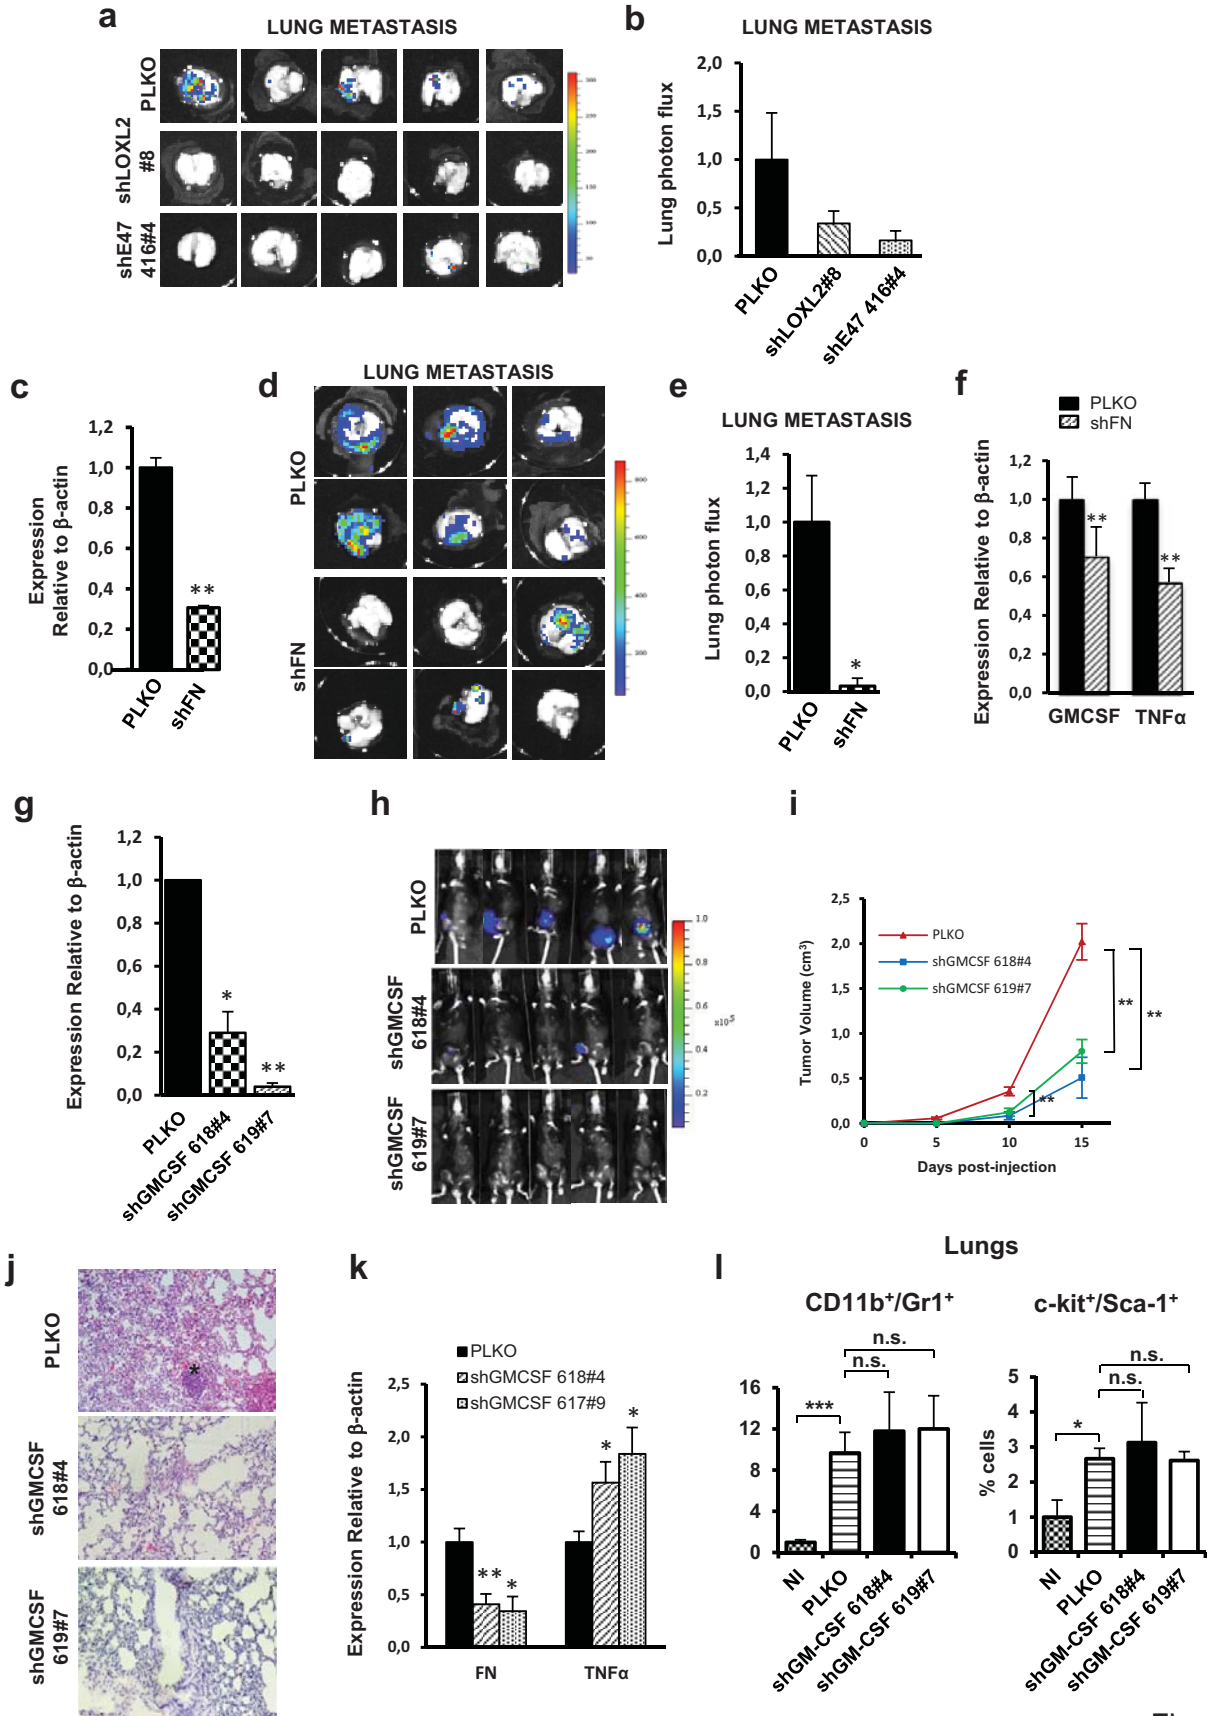 a
LUNG METASTASIS
PLKO
shLOXL2
#8
shE47
416#4
300
250
200
150
100
50
b
LUNG METASTASIS
Lung photon flux
2,0
1,5
1,0
0,5
0,0
PLKO
shLOXL2#8
shE47 416#4
c
Expression
Relative to β-actin
1,2
1,0
0,8
0,6
0,4
0,2
0,0
**
PLKO
shFN
d
LUNG METASTASIS
PLKO
shFN
800
600
400
200
e
LUNG METASTASIS
Lung photon flux
1,4
1,2
1,0
0,8
0,6
0,4
0,2
0,0
*
PLKO
shFN
f
PLKO
shFN
Expression Relative to β-actin
1,2
1,0
0,8
0,6
0,4
0,2
0,0
**
**
GMCSF
TNFα
g
Expression Relative to β-actin
1,2
1,0
0,8
0,6
0,4
0,2
0,0
*
**
PLKO
shGMCSF 618#4
shGMCSF 619#7
h
PLKO
shGMCSF
618#4
shGMCSF
619#7
1.0
0.8
0.6
x10⁵
0.4
0.2
i
Tumor Volume (cm³)
2,5
2,0
1,5
1,0
0,5
0,0
PLKO
shGMCSF 618#4
shGMCSF 619#7
**
**
**
0
5
10
15
Days post-injection
j
PLKO
*
shGMCSF
618#4
shGMCSF
619#7
k
PLKO
shGMCSF 618#4
shGMCSF 617#9
Expression Relative to β-actin
2,5
2,0
1,5
1,0
0,5
0,0
**
*
*
*
FN
TNFα
l
Lungs
CD11b⁺/Gr1⁺
n.s.
n.s.
***
16
12
8
4
0
NI
PLKO
shGM-CSF 618#4
shGM-CSF 619#7
c-kit⁺/Sca-1⁺
n.s.
n.s.
*
% cells
5
4
3
2
1
0
NI
PLKO
shGM-CSF 618#4
shGM-CSF 619#7